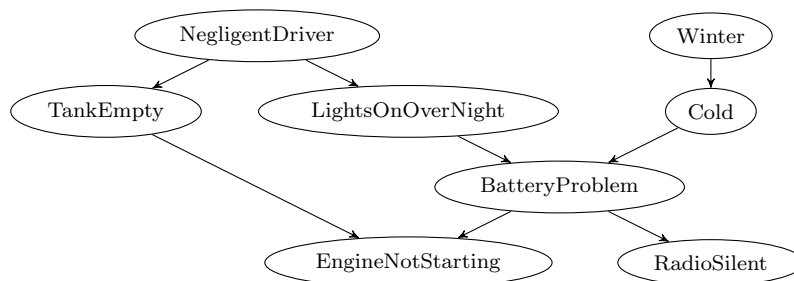 NegligentDriver
Winter
TankEmpty
LightsOnOverNight
Cold
BatteryProblem
EngineNotStarting
RadioSilent